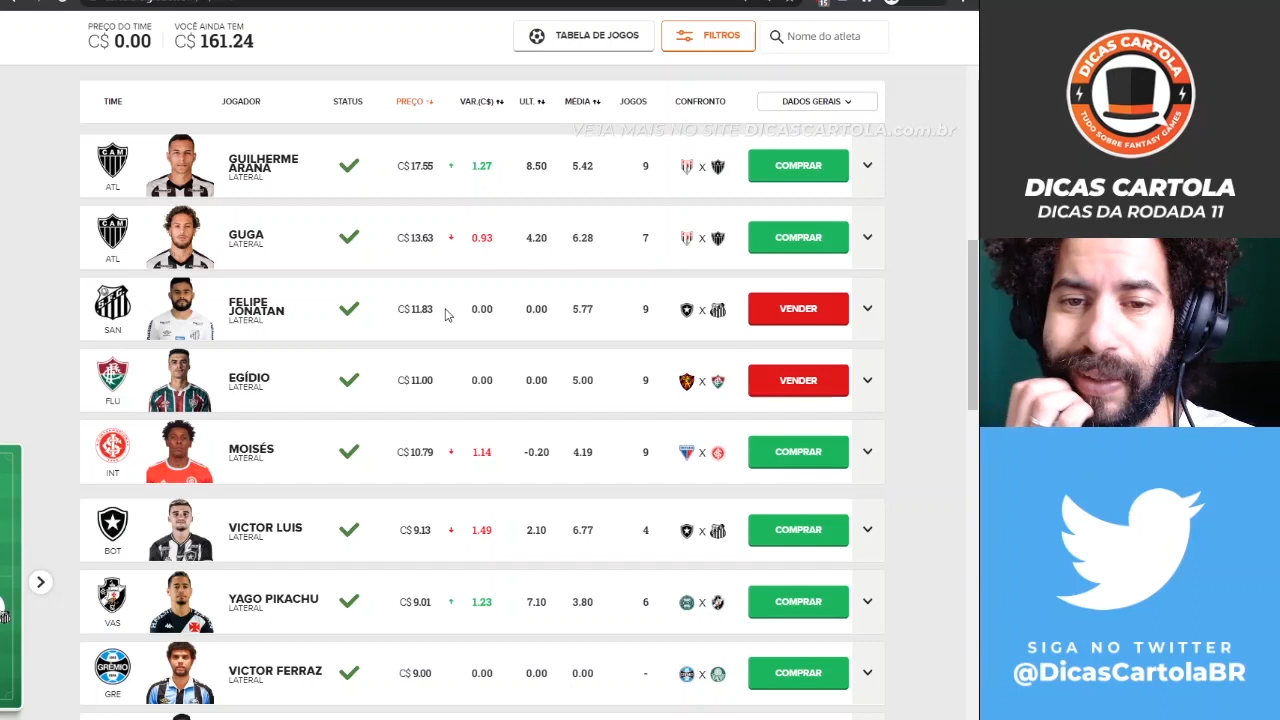 PREÇO DO TIME
VOCÊ AINDA TEM
C$ 0.00
C$ 161.24
TABELA DE JOGOS
FILTROS
Nome do atleta
TIME JOGADOR STATUS PREÇO VAR.(C$) ULT. MÉDIA JOGOS CONFRONTO DADOS GERAIS
VEJA MAIS NO SITE DICASCARTOLA.com.br
ATL GUILHERME ARANA LATERAL C$ 17.55 1.27 8.50 5.42 9 X COMPRAR
CAM ATL GUGA LATERAL C$ 13.63 0.93 4.20 6.28 7 X COMPRAR
SAN FELIPE JONATAN LATERAL C$ 11.83 0.00 0.00 5.77 9 X VENDER
FLU EGÍDIO LATERAL C$ 11.00 0.00 0.00 5.00 9 X VENDER
INT MOISÉS LATERAL C$ 10.79 1.14 -0.20 4.19 9 X COMPRAR
BOT VICTOR LUIS LATERAL C$ 9.13 1.49 2.10 6.77 4 X COMPRAR
VAS YAGO PIKACHU LATERAL C$ 9.01 1.23 7.10 3.80 6 X COMPRAR
GRÊMIO GRE VICTOR FERRAZ LATERAL C$ 9.00 0.00 0.00 0.00 - X COMPRAR
DICAS CARTOLA
TUDO SOBRE FANTASY GAMES
DICAS CARTOLA
DICAS DA RODADA 11
SIGA NO TWITTER
@DicasCartolaBR